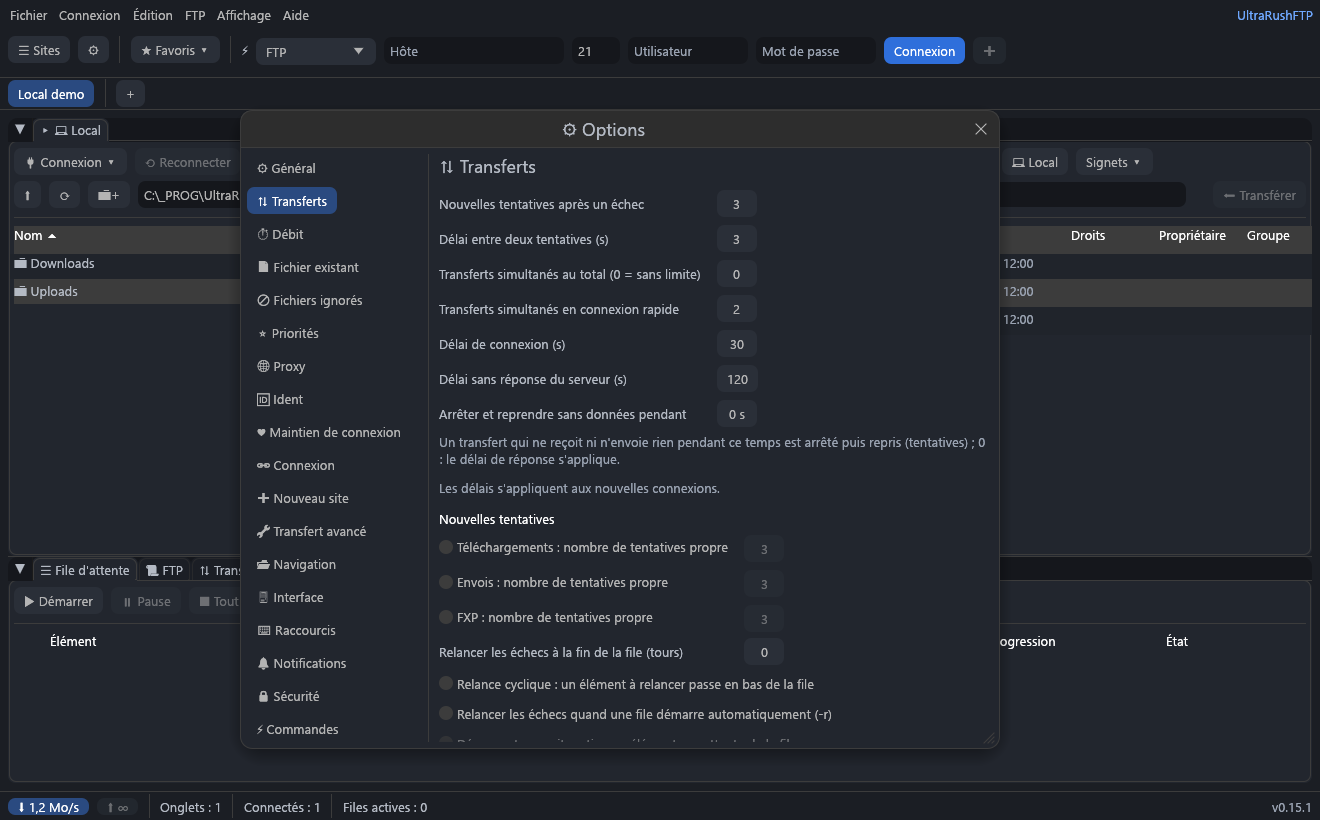 Fichier Connexion Édition FTP Affichage Aide UltraRushFTP
Sites Favoris FTP Hôte 21 Utilisateur Mot de passe Connexion +
Local demo +
Local
Options
Connexion Reconnecter
Local Signets
C:\_PROG\UltraR
Transférer
Nom Droits Propriétaire Groupe
Downloads 12:00
Uploads 12:00
12:00
Général
Transferts
Débit
Fichier existant
Fichiers ignorés
Priorités
Proxy
Ident
Maintien de connexion
Connexion
Nouveau site
Transfert avancé
Navigation
Interface
Raccourcis
Notifications
Sécurité
Commandes
Transferts
Nouvelles tentatives après un échec 3
Délai entre deux tentatives (s) 3
Transferts simultanés au total (0 = sans limite) 0
Transferts simultanés en connexion rapide 2
Délai de connexion (s) 30
Délai sans réponse du serveur (s) 120
Arrêter et reprendre sans données pendant 0 s
Un transfert qui ne reçoit ni n'envoie rien pendant ce temps est arrêté puis repris (tentatives) ; 0
: le délai de réponse s'applique.
Les délais s'appliquent aux nouvelles connexions.
Nouvelles tentatives
Téléchargements : nombre de tentatives propre 3
Envois : nombre de tentatives propre 3
FXP : nombre de tentatives propre 3
Relancer les échecs à la fin de la file (tours) 0
Relance cyclique : un élément à relancer passe en bas de la file
Relancer les échecs quand une file démarre automatiquement (-r)
File d'attente FTP Trans
Démarrer Pause Tout
Élément ogression État
1,2 Mo/s ∞ Onglets : 1 Connectés : 1 Files actives : 0 v0.15.1